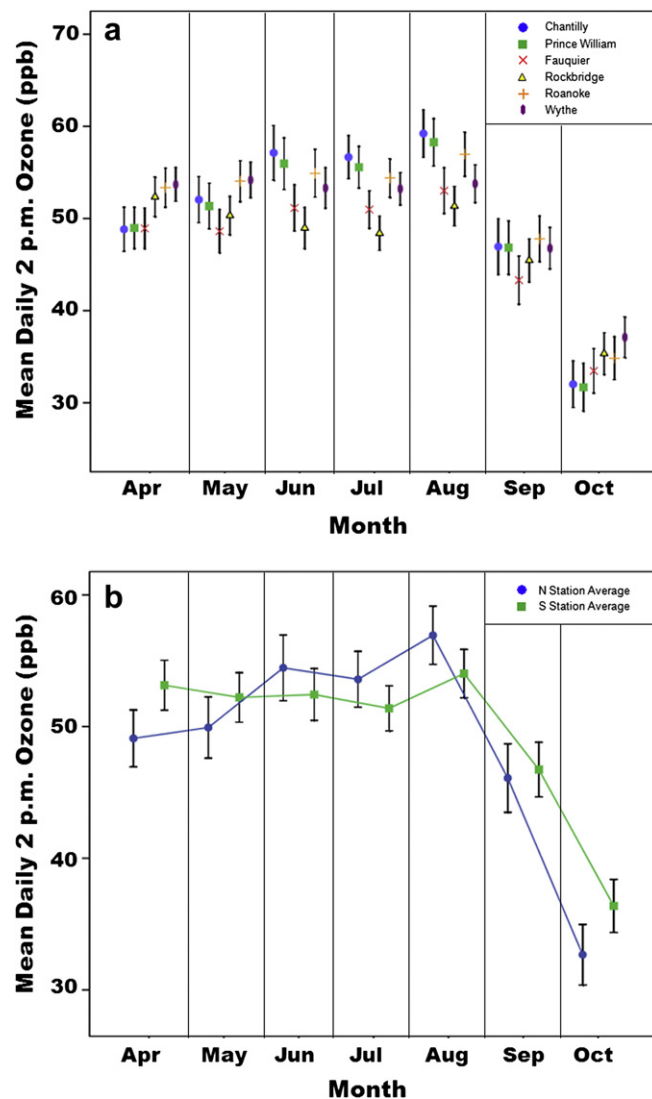 a
70
60
50
40
30
Mean Daily 2 p.m. Ozone (ppb)
Chantilly
Prince William
Fauquier
Rockbridge
Roanoke
Wythe
Apr May Jun Jul Aug Sep Oct
Month
b
60
50
40
30
Mean Daily 2 p.m. Ozone (ppb)
N Station Average
S Station Average
Apr May Jun Jul Aug Sep Oct
Month